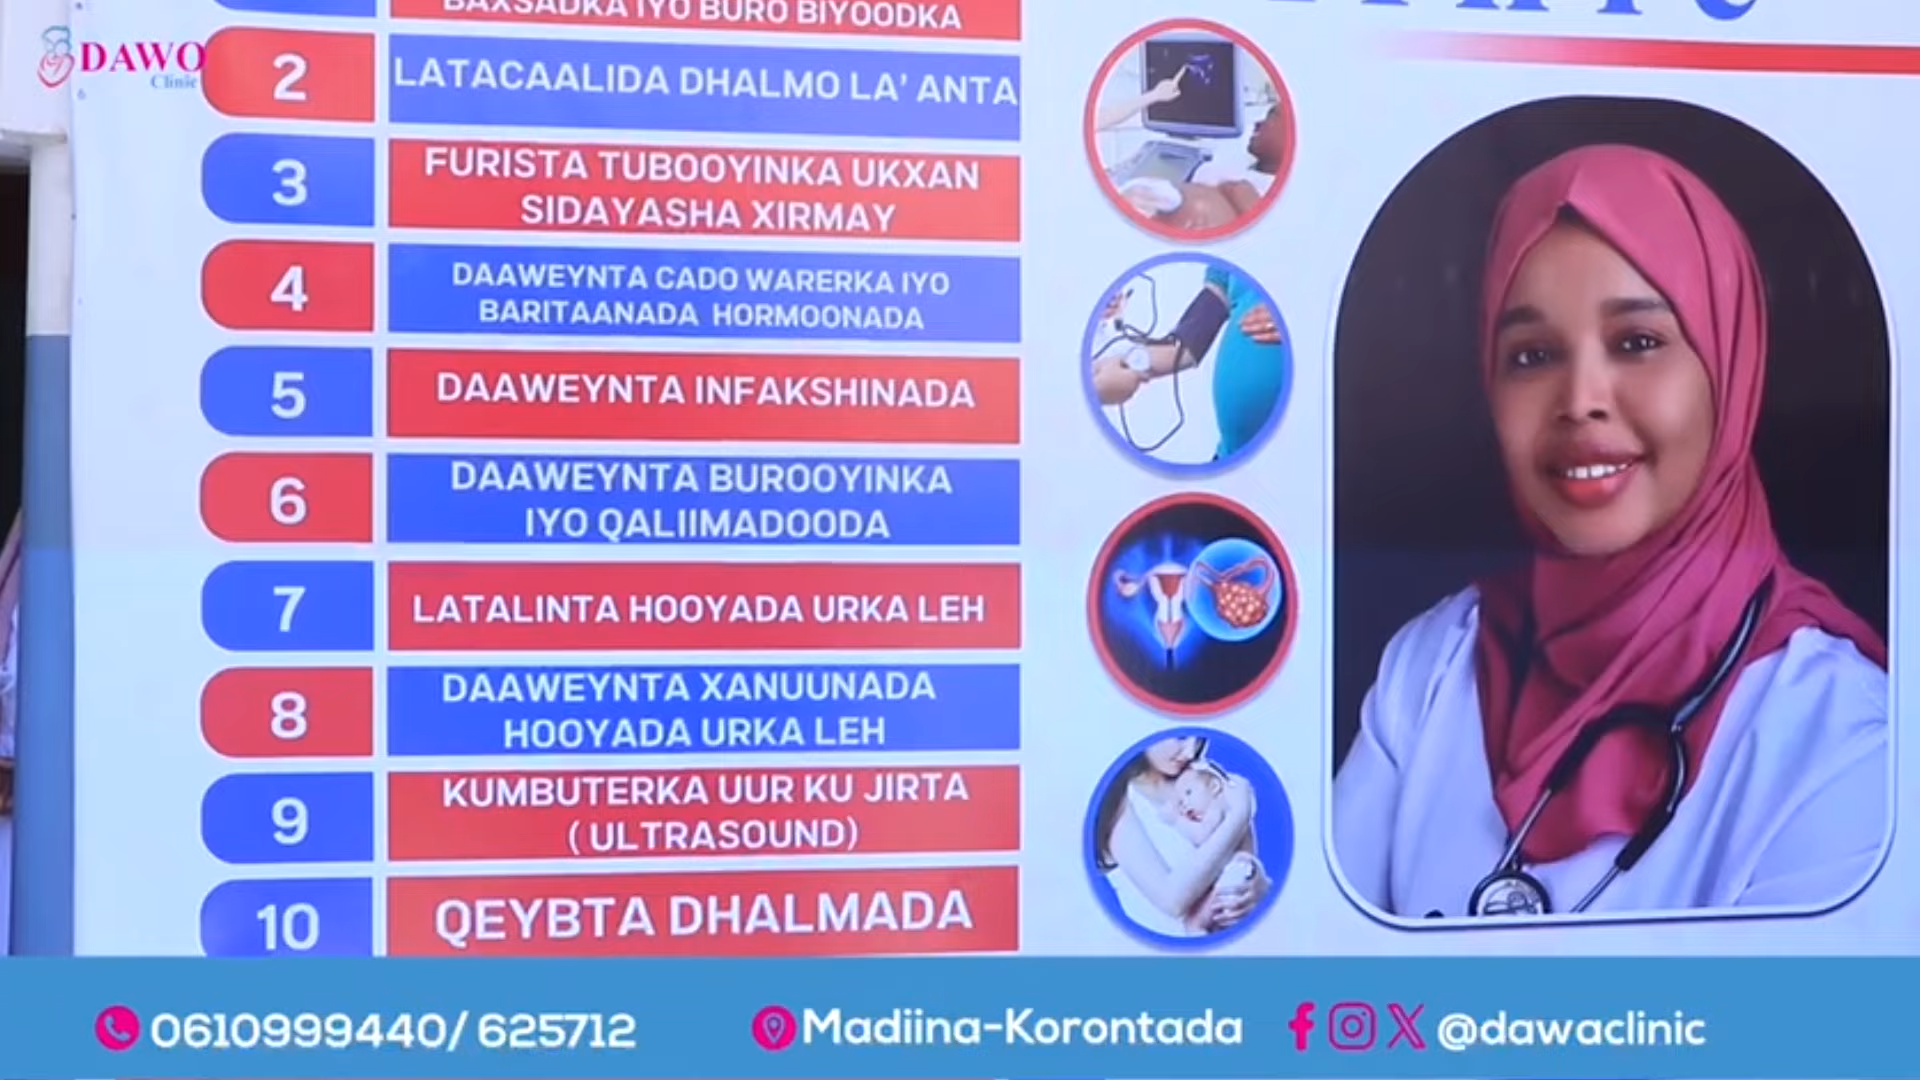 BAXSADKA IYO BURO BIYOODKA
DAWO
Clinic
2
LATACAALIDA DHALMO LA' ANTA
3
FURISTA TUBOOYINKA UKXAN
SIDAYASHA XIRMAY
4
DAAWEYNTA CADO WARERKA IYO
BARITAANADA HORMOONADA
5
DAAWEYNTA INFAKSHINADA
6
DAAWEYNTA BUROOYINKA
IYO QALIIMADOODA
7
LATALINTA HOOYADA URKA LEH
8
DAAWEYNTA XANUUNADA
HOOYADA URKA LEH
9
KUMBUTERKA UUR KU JIRTA
( ULTRASOUND)
10
QEYBTA DHALMADA
0610999440/ 625712
Madiina-Korontada
@dawaclinic